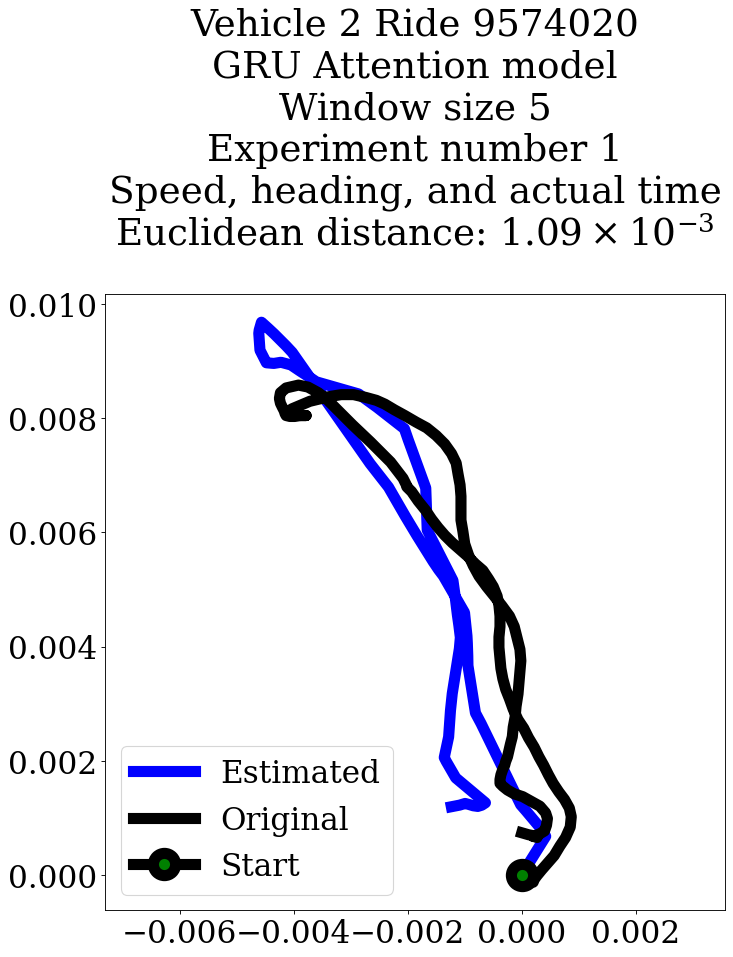 Vehicle 2 Ride 9574020
GRU Attention model
Window size 5
Experiment number 1
Speed, heading, and actual time
Euclidean distance: 1.09 × 10⁻³
0.010
0.008
0.006
0.004
0.002
0.000
Estimated
Original
Start
−0.006 −0.004 −0.002 0.000 0.002